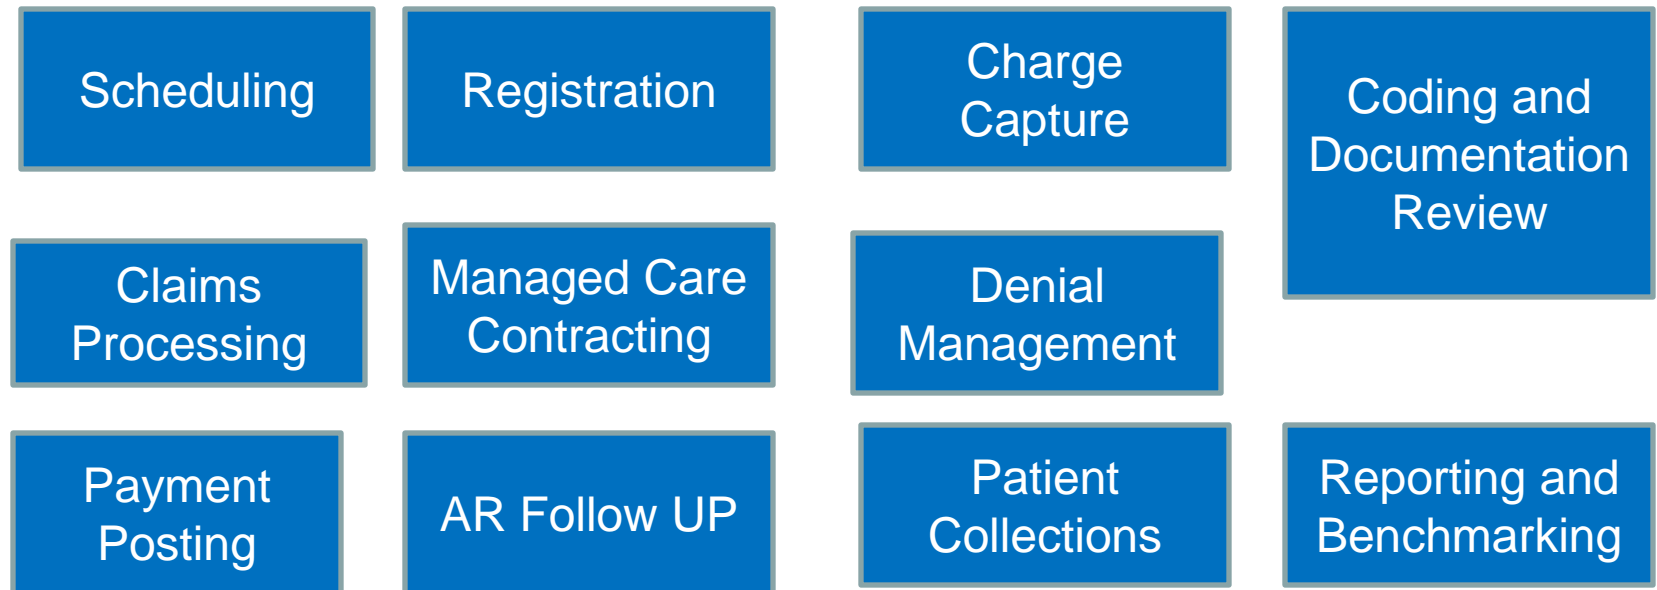 Scheduling
Registration
Charge
Capture
Coding and
Documentation
Review
Claims
Processing
Managed Care
Contracting
Denial
Management
Payment
Posting
AR Follow UP
Patient
Collections
Reporting and
Benchmarking